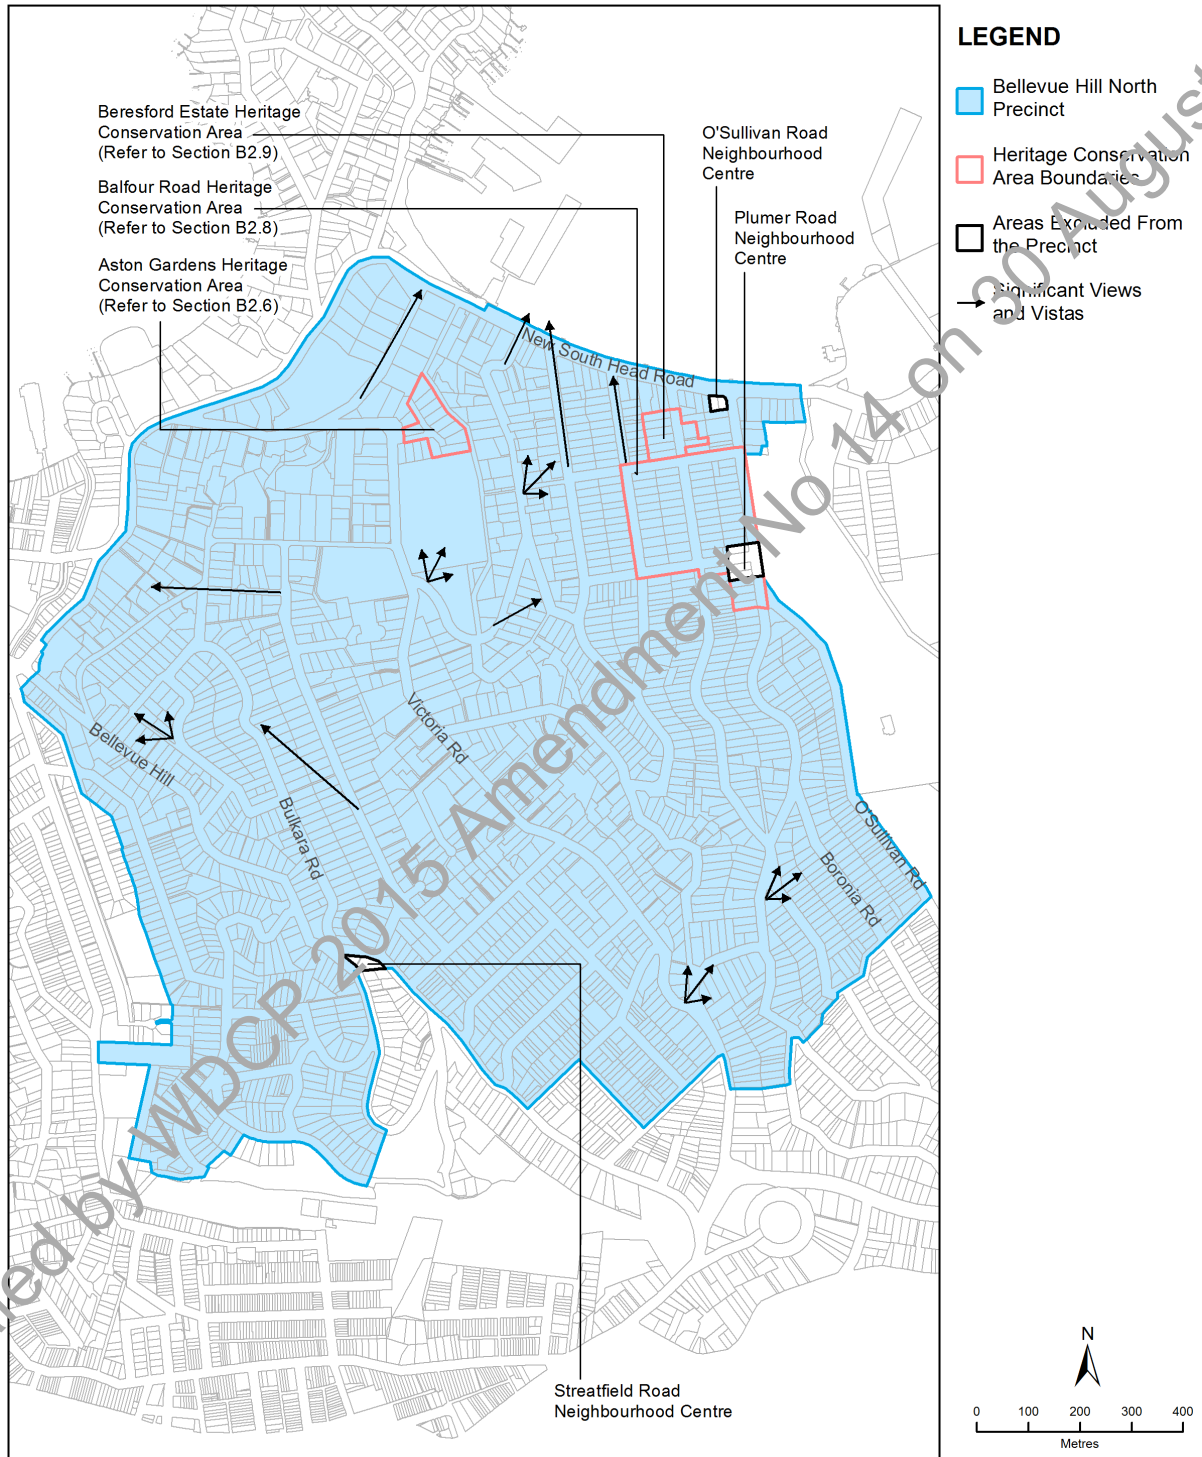 Beresford Estate Heritage
Conservation Area
(Refer to Section B2.9)
Balfour Road Heritage
Conservation Area
(Refer to Section B2.8)
Aston Gardens Heritage
Conservation Area
(Refer to Section B2.6)
O'Sullivan Road
Neighbourhood
Centre
Plumer Road
Neighbourhood
Centre
New South Head Road
Victoria Rd
Bellevue Hill
Bulkara Rd
O'Sullivan Rd
Boronia Rd
Streatfield Road
Neighbourhood Centre
LEGEND
Bellevue Hill North
Precinct
Heritage Conservation
Area Boundaries
Areas Excluded From
the Precinct
Significant Views
and Vistas
N
0 100 200 300 400
Metres
by WDCP 2015 Amendment No 14 on 30 August